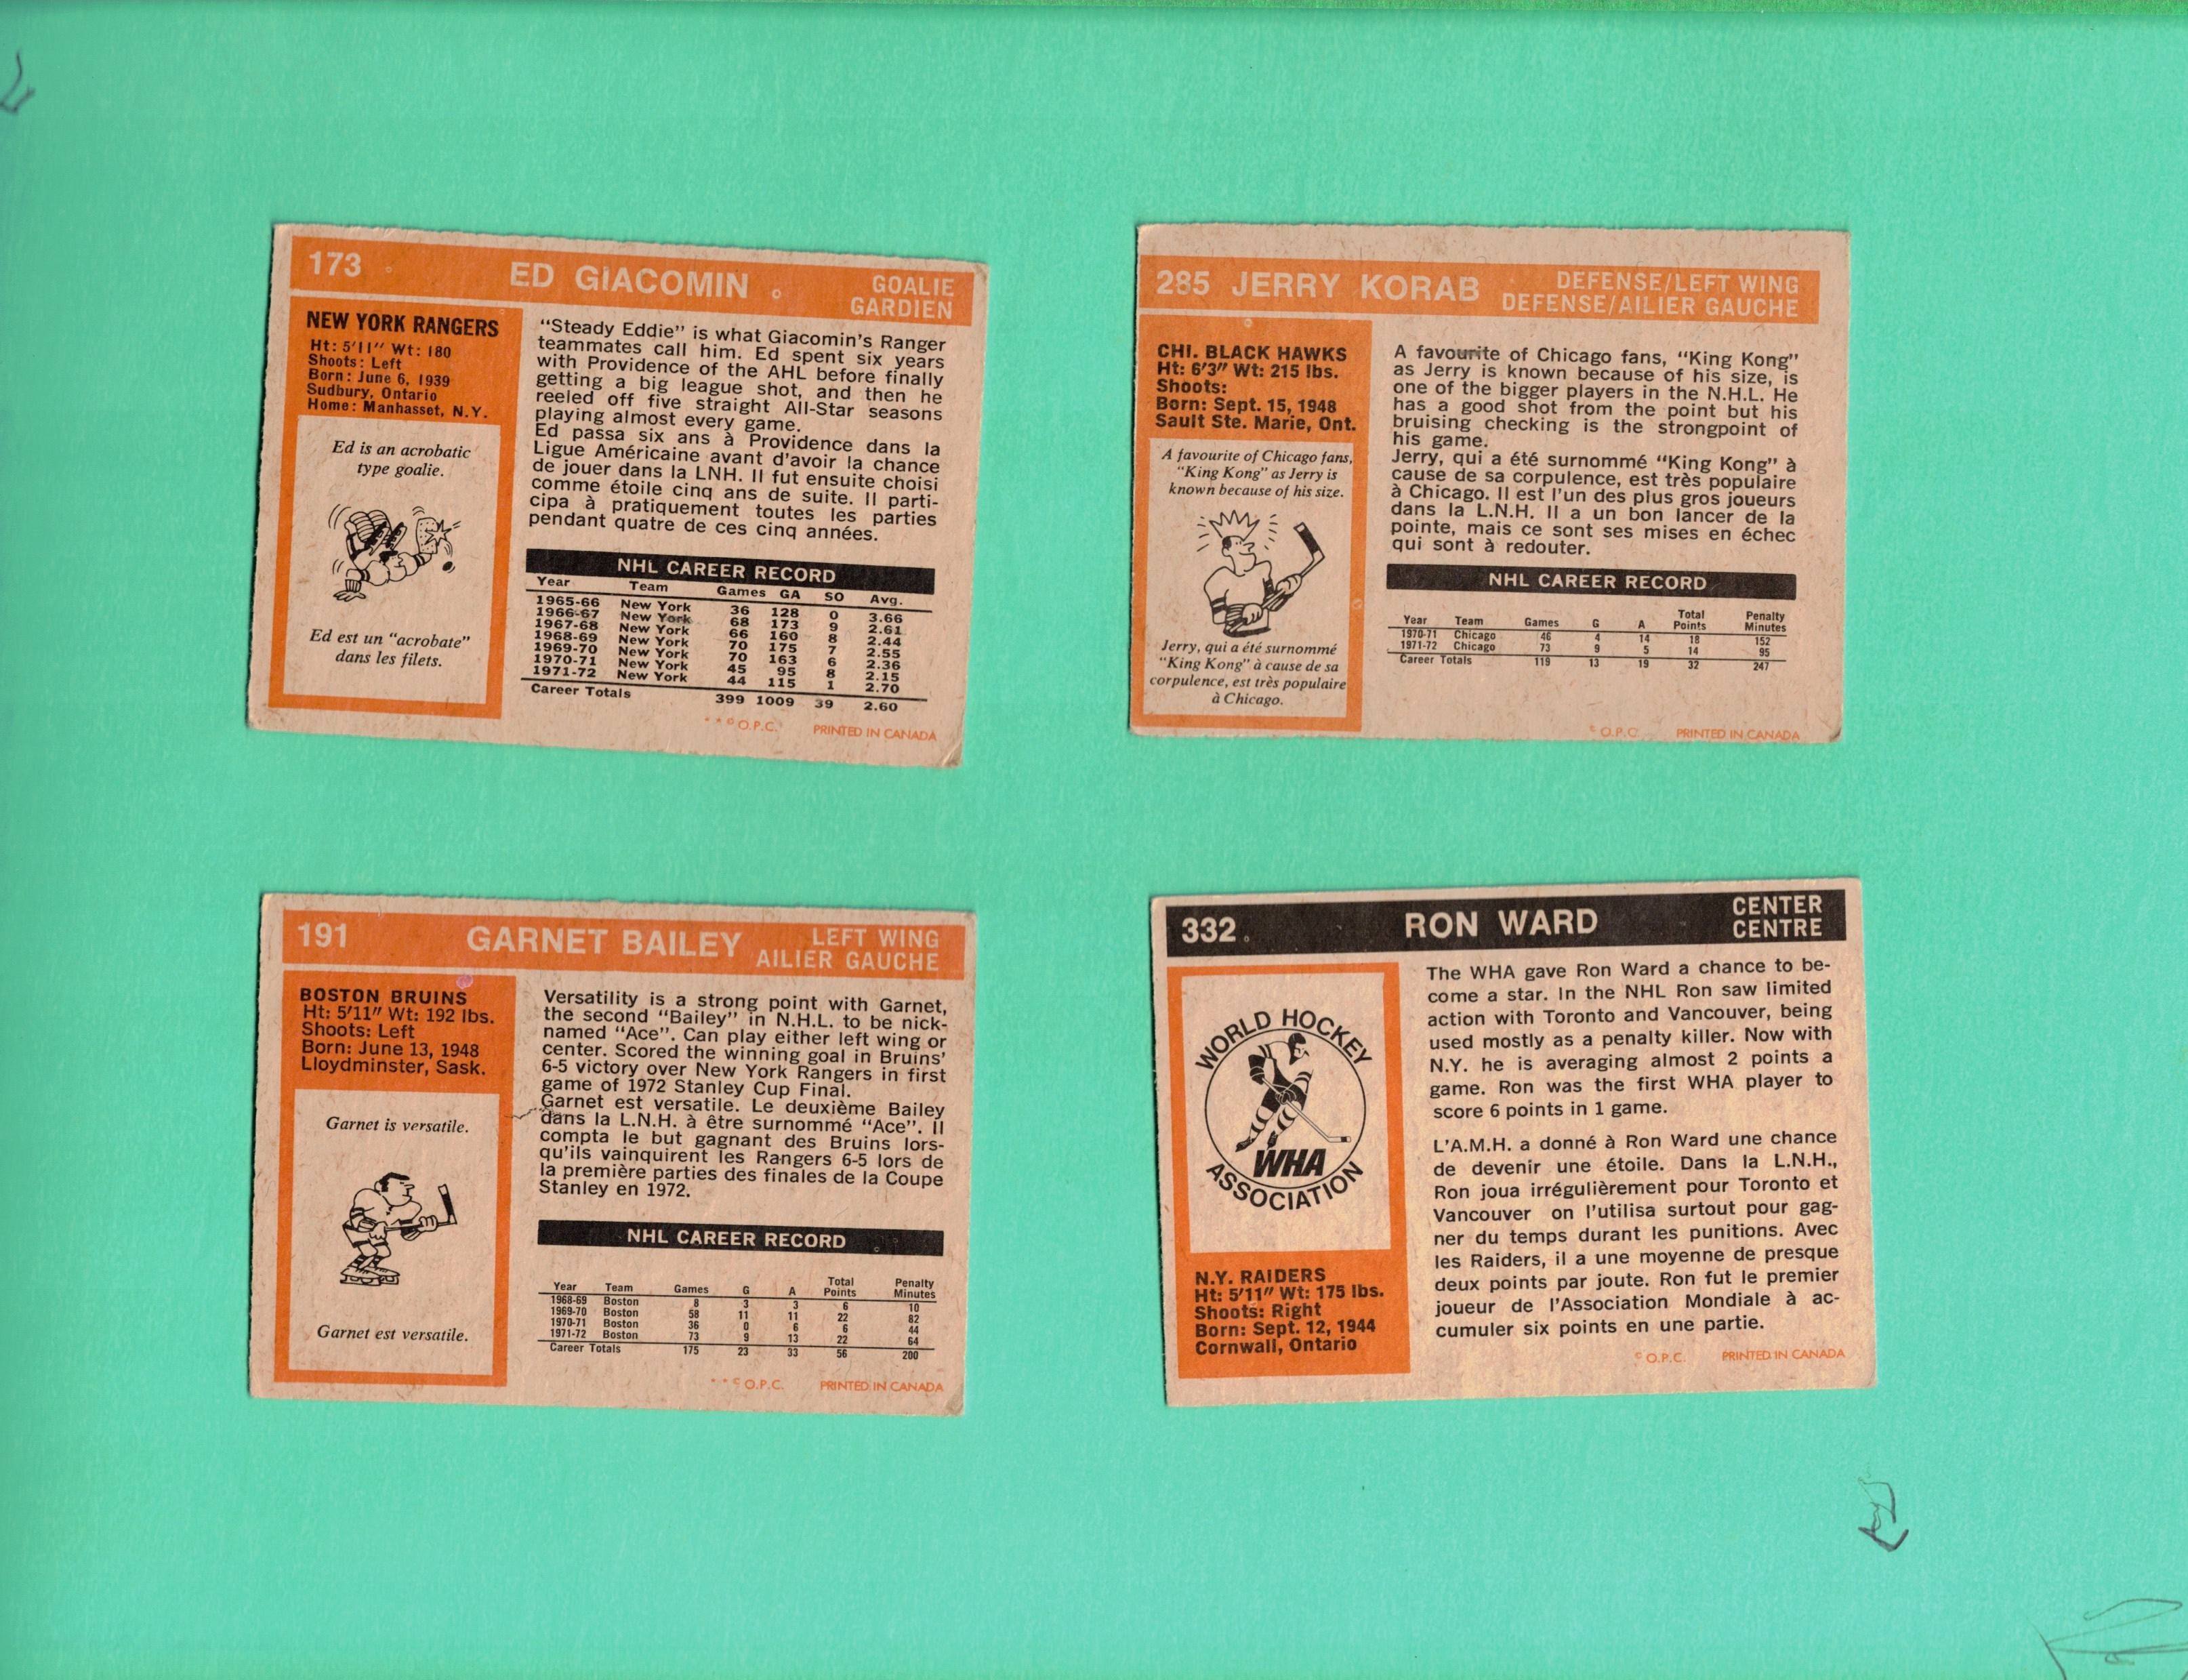 173 ED GIACOMIN GOALIE
GARDIEN
NEW YORK RANGERS
Ht: 5'11" Wt: 180
Shoots: Left
Born: June 6, 1939
Sudbury, Ontario
Home: Manhasset, N.Y.
Ed is an acrobatic
type goalie.
Ed est un "acrobate"
dans les filets.
"Steady Eddie" is what Giacomin's Ranger
teammates call him. Ed spent six years
with Providence of the AHL before finally
getting a big league shot, and then he
reeled off five straight All-Star seasons
playing almost every game.
Ed passa six ans à Providence dans la
Ligue Américaine avant d'avoir la chance
de jouer dans la LNH. Il fut ensuite choisi
comme étoile cinq ans de suite. Il parti-
cipa à pratiquement toutes les parties
pendant quatre de ces cinq années.
NHL CAREER RECORD
Year Team Games GA SO Avg.
1965-66 New York 36 128 0 3.66
1966-67 New York 68 173 9 2.61
1967-68 New York 66 160 8 2.44
1968-69 New York 70 175 7 2.55
1969-70 New York 70 163 6 2.36
1970-71 New York 45 95 8 2.15
1971-72 New York 44 115 1 2.70
Career Totals 399 1009 39 2.60
* * © O.P.C. PRINTED IN CANADA
285 JERRY KORAB DEFENSE/LEFT WING
DEFENSE/AILIER GAUCHE
CHI. BLACK HAWKS
Ht: 6'3" Wt: 215 lbs.
Shoots:
Born: Sept. 15, 1948
Sault Ste. Marie, Ont.
A favourite of Chicago fans,
"King Kong" as Jerry is
known because of his size.
Jerry, qui a été surnommé
"King Kong" à cause de sa
corpulence, est très populaire
à Chicago.
A favourite of Chicago fans, "King Kong"
as Jerry is known because of his size, is
one of the bigger players in the N.H.L. He
has a good shot from the point but his
bruising checking is the strongpoint of
his game.
Jerry, qui a été surnommé "King Kong" à
cause de sa corpulence, est très populaire
à Chicago. Il est l'un des plus gros joueurs
dans la L.N.H. Il a un bon lancer de la
pointe, mais ce sont ses mises en échec
qui sont à redouter.
NHL CAREER RECORD
Year Team Games G A Total Points Penalty Minutes
1970-71 Chicago 46 4 14 18 152
1971-72 Chicago 73 9 5 14 95
Career Totals 119 13 19 32 247
© O.P.C. PRINTED IN CANADA
191 GARNET BAILEY LEFT WING
AILIER GAUCHE
BOSTON BRUINS
Ht: 5'11" Wt: 192 lbs.
Shoots: Left
Born: June 13, 1948
Lloydminster, Sask.
Garnet is versatile.
Garnet est versatile.
Versatility is a strong point with Garnet,
the second "Bailey" in N.H.L. to be nick-
named "Ace". Can play either left wing or
center. Scored the winning goal in Bruins'
6-5 victory over New York Rangers in first
game of 1972 Stanley Cup Final.
Garnet est versatile. Le deuxième Bailey
dans la L.N.H. à être surnommé "Ace". Il
compta le but gagnant des Bruins lors-
qu'ils vainquirent les Rangers 6-5 lors de
la première parties des finales de la Coupe
Stanley en 1972.
NHL CAREER RECORD
Year Team Games G A Total Points Penalty Minutes
1968-69 Boston 8 3 3 6 10
1969-70 Boston 58 11 11 22 82
1970-71 Boston 36 0 6 6 44
1971-72 Boston 73 9 13 22 64
Career Totals 175 23 33 56 200
* * © O.P.C. PRINTED IN CANADA
332 RON WARD CENTER
CENTRE
WORLD HOCKEY
WHA
ASSOCIATION
N.Y. RAIDERS
Ht: 5'11" Wt: 175 lbs.
Shoots: Right
Born: Sept. 12, 1944
Cornwall, Ontario
The WHA gave Ron Ward a chance to be-
come a star. In the NHL Ron saw limited
action with Toronto and Vancouver, being
used mostly as a penalty killer. Now with
N.Y. he is averaging almost 2 points a
game. Ron was the first WHA player to
score 6 points in 1 game.
L'A.M.H. a donné à Ron Ward une chance
de devenir une étoile. Dans la L.N.H.,
Ron joua irrégulièrement pour Toronto et
Vancouver on l'utilisa surtout pour gag-
ner du temps durant les punitions. Avec
les Raiders, il a une moyenne de presque
deux points par joute. Ron fut le premier
joueur de l'Association Mondiale à ac-
cumuler six points en une partie.
© O.P.C. PRINTED IN CANADA